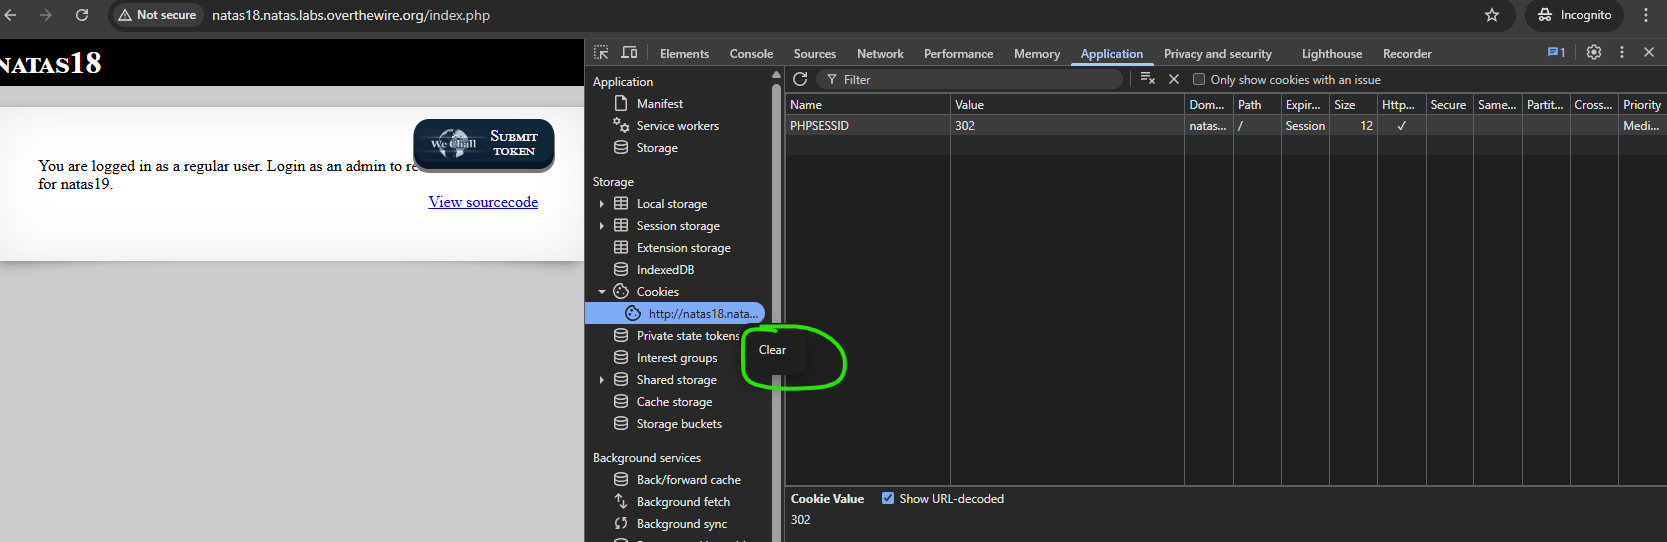 Not secure natas18.natas.labs.overthewire.org/index.php Incognito
NATAS18
Elements Console Sources Network Performance Memory Application Privacy and security Lighthouse Recorder 1
We Chall
SUBMIT
TOKEN
You are logged in as a regular user. Login as an admin to re
for natas19.
View sourcecode
Application
Manifest
Service workers
Storage
Storage
Local storage
Session storage
Extension storage
IndexedDB
Cookies
http://natas18.nata...
Private state tokens
Interest groups
Shared storage
Cache storage
Storage buckets
Background services
Back/forward cache
Background fetch
Background sync
Clear
Filter Only show cookies with an issue
Name Value Dom... Path Expir... Size Http... Secure Same... Partit... Cross... Priority
PHPSESSID 302 natas... / Session 12 ✓ Medi...
Cookie Value Show URL-decoded
302